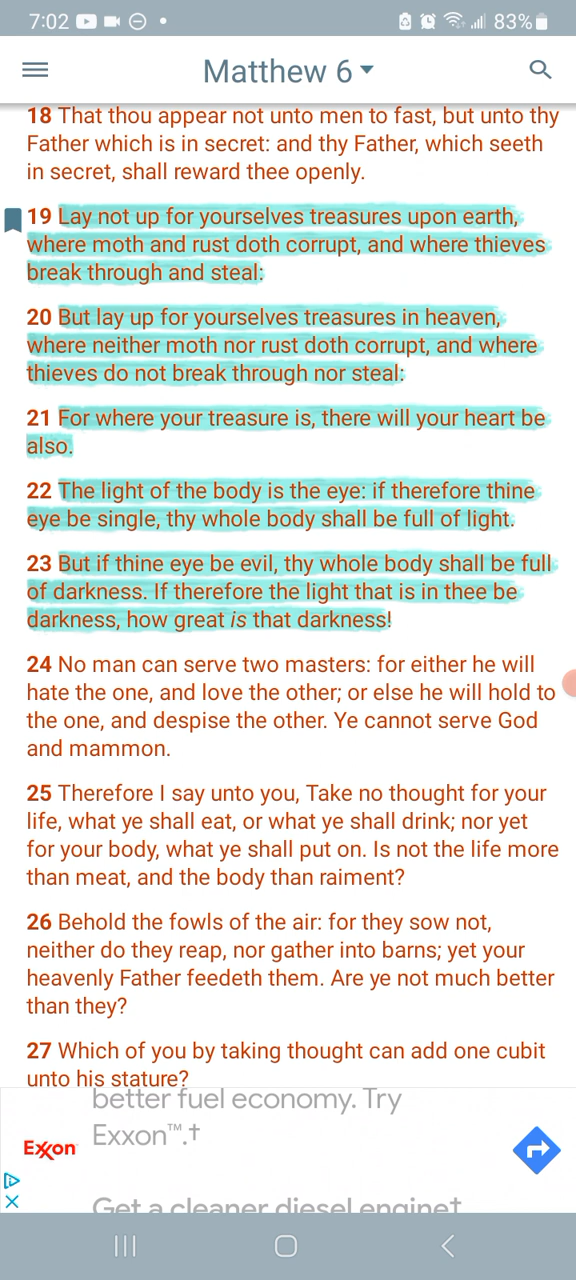 7:02 83%
Matthew 6
18 That thou appear not unto men to fast, but unto thy
Father which is in secret: and thy Father, which seeth
in secret, shall reward thee openly.
19 Lay not up for yourselves treasures upon earth,
where moth and rust doth corrupt, and where thieves
break through and steal:
20 But lay up for yourselves treasures in heaven,
where neither moth nor rust doth corrupt, and where
thieves do not break through nor steal:
21 For where your treasure is, there will your heart be
also.
22 The light of the body is the eye: if therefore thine
eye be single, thy whole body shall be full of light.
23 But if thine eye be evil, thy whole body shall be full
of darkness. If therefore the light that is in thee be
darkness, how great is that darkness!
24 No man can serve two masters: for either he will
hate the one, and love the other; or else he will hold to
the one, and despise the other. Ye cannot serve God
and mammon.
25 Therefore I say unto you, Take no thought for your
life, what ye shall eat, or what ye shall drink; nor yet
for your body, what ye shall put on. Is not the life more
than meat, and the body than raiment?
26 Behold the fowls of the air: for they sow not,
neither do they reap, nor gather into barns; yet your
heavenly Father feedeth them. Are ye not much better
than they?
27 Which of you by taking thought can add one cubit
unto his stature?
better fuel economy. Try
Exxon™.†
Exxon
Get a cleaner diesel engine†